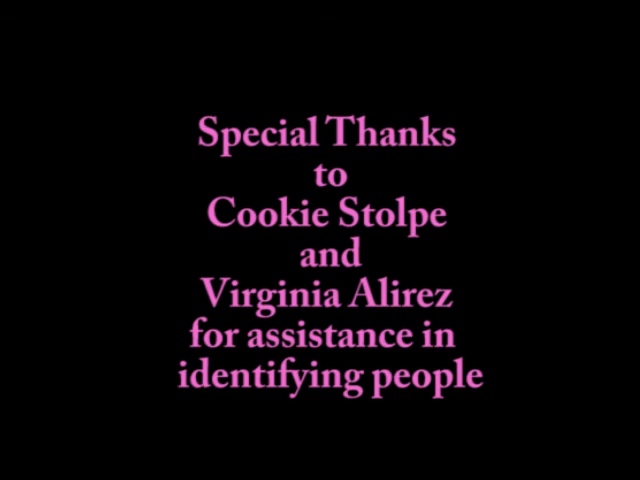 Special Thanks
to
Cookie Stolpe
and
Virginia Alirez
for assistance in
identifying people